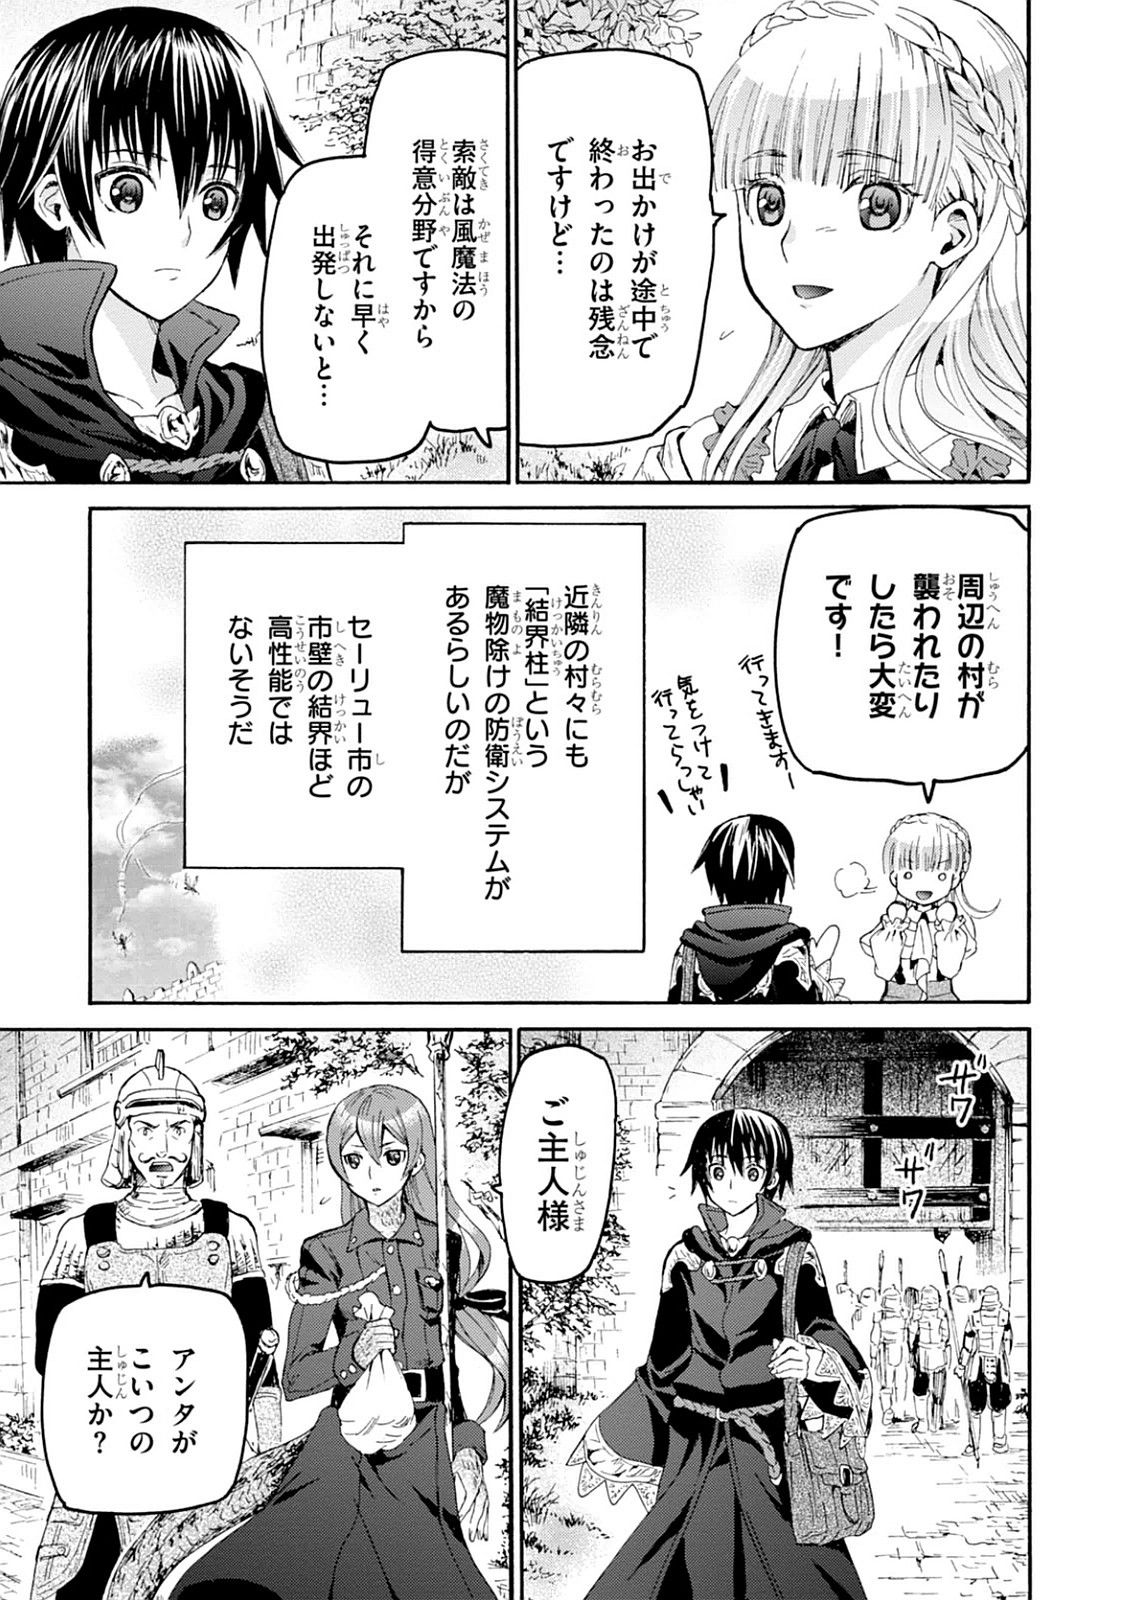 お出かけが途中で
終わったのは残念
ですけど…
索敵は風魔法の
得意分野ですから
それに早く
出発しないと…
周辺の村が
襲われたり
したら大変
です！
行ってきますー
気をつけて
行ってらっしゃい！
近隣の村々にも
「結界柱」という
魔物除けの防衛システムが
あるらしいのだが
セーリュー市の
市壁の結界ほど
高性能では
ないそうだ
ザワ
ザワ
ご主人様
アンタが
こいつの
主人か？